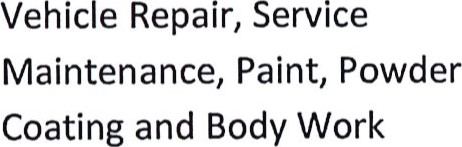 Vehicle Repair, Service
Maintenance, Paint, Powder
Coating and Body Work